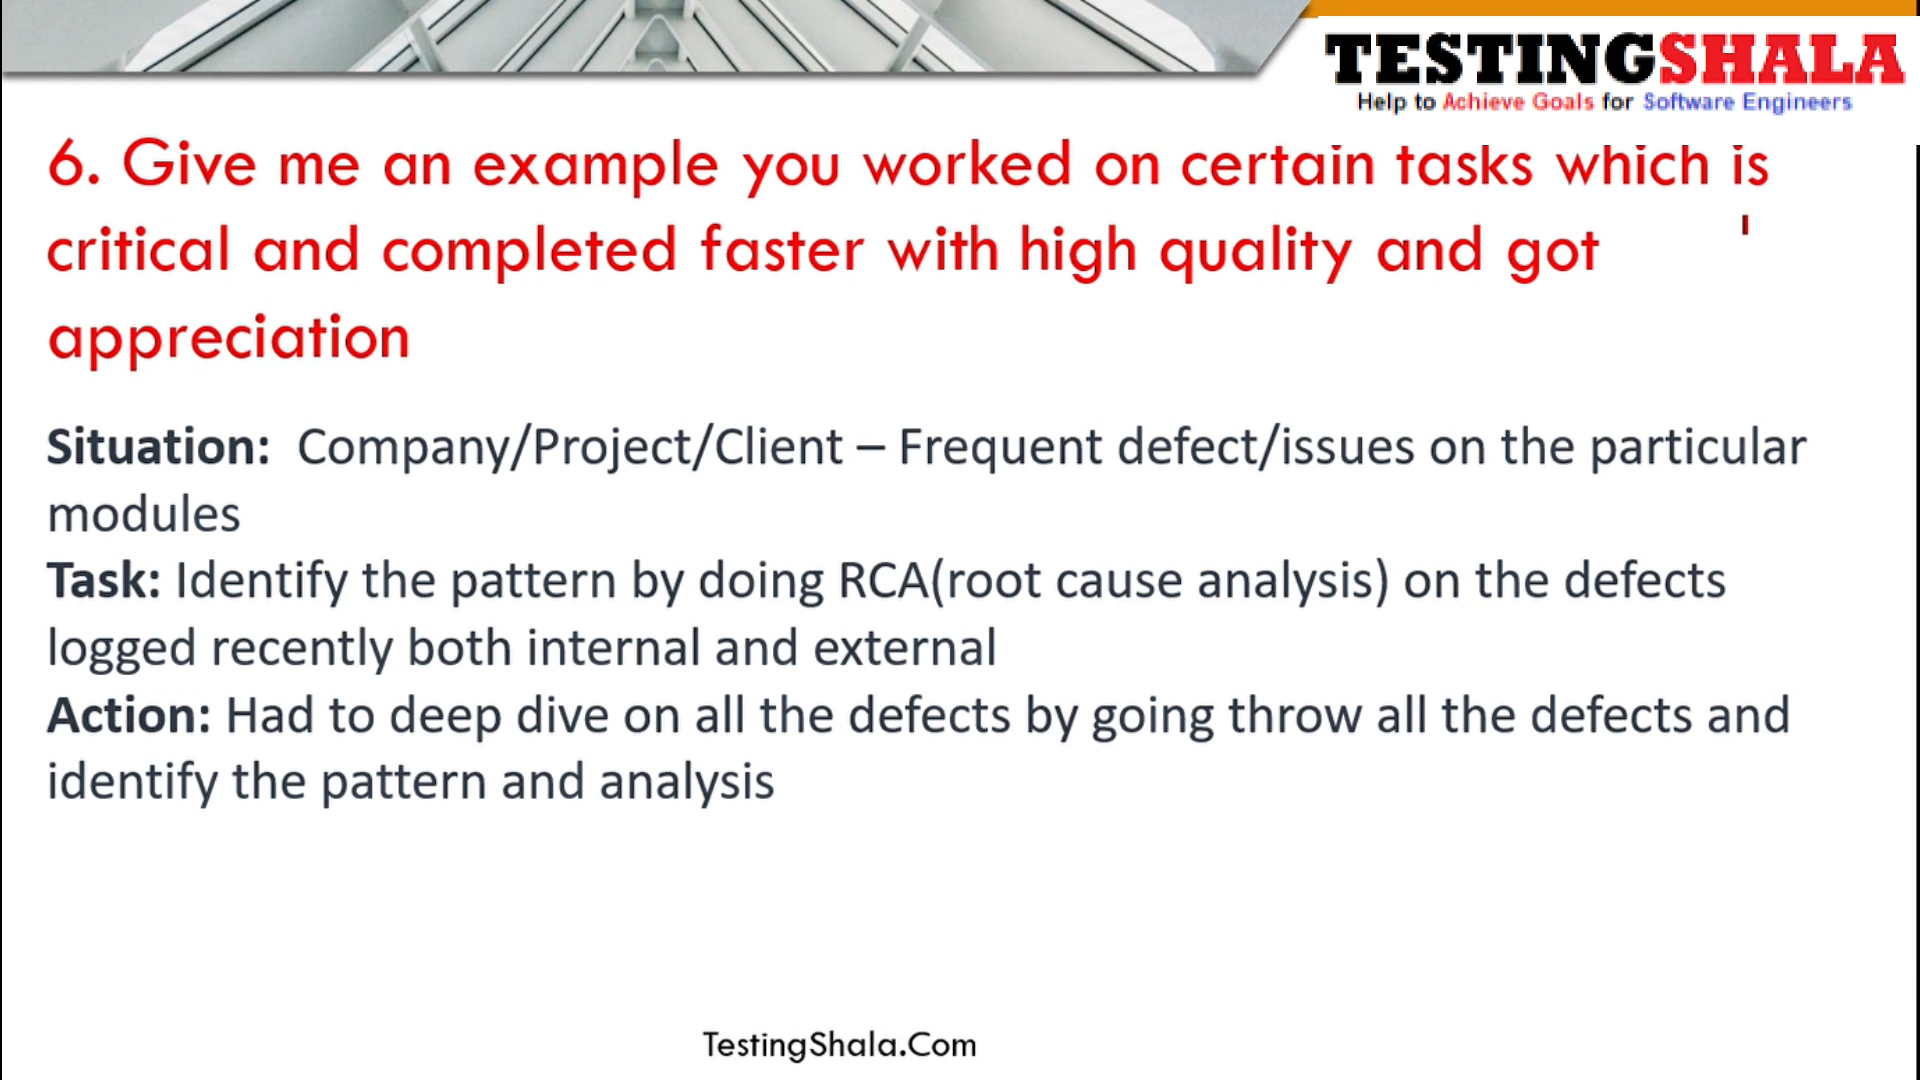 TESTINGSHALA
Help to Achieve Goals for Software Engineers
6. Give me an example you worked on certain tasks which is
critical and completed faster with high quality and got
appreciation
Situation: Company/Project/Client – Frequent defect/issues on the particular
modules
Task: Identify the pattern by doing RCA(root cause analysis) on the defects
logged recently both internal and external
Action: Had to deep dive on all the defects by going throw all the defects and
identify the pattern and analysis
TestingShala.Com